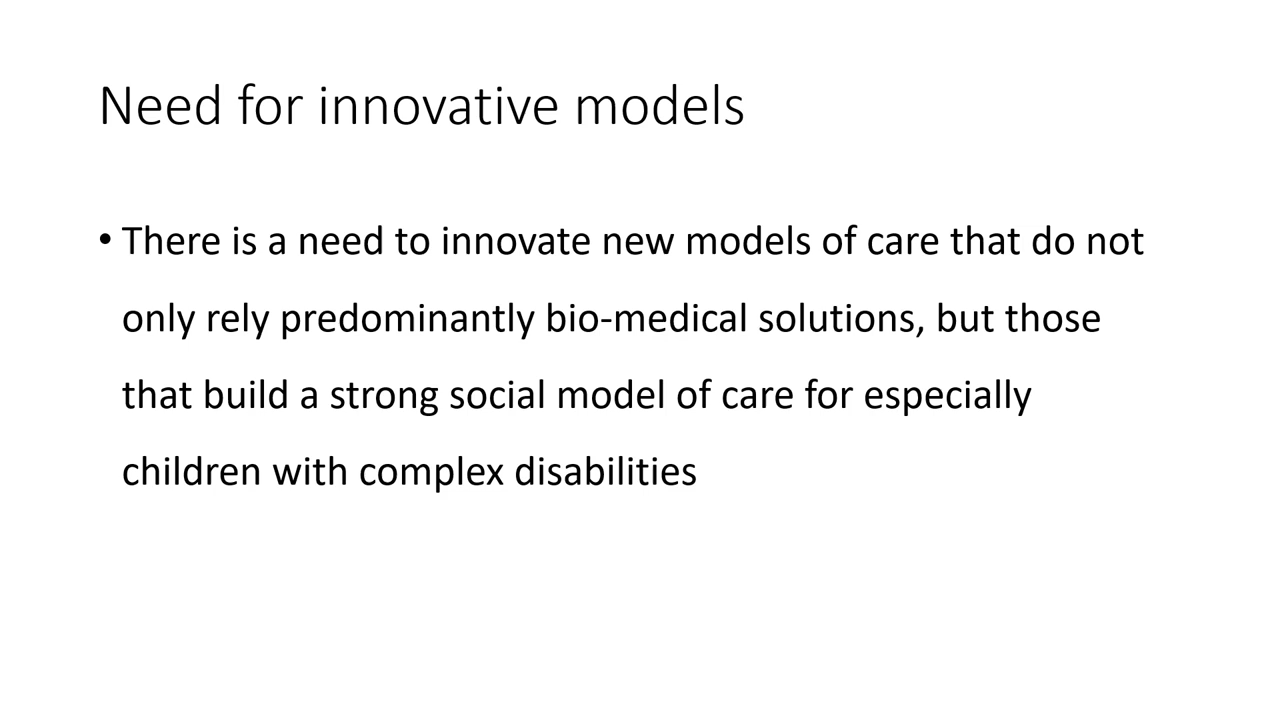 Need for innovative models
• There is a need to innovate new models of care that do not
only rely predominantly bio-medical solutions, but those
that build a strong social model of care for especially
children with complex disabilities